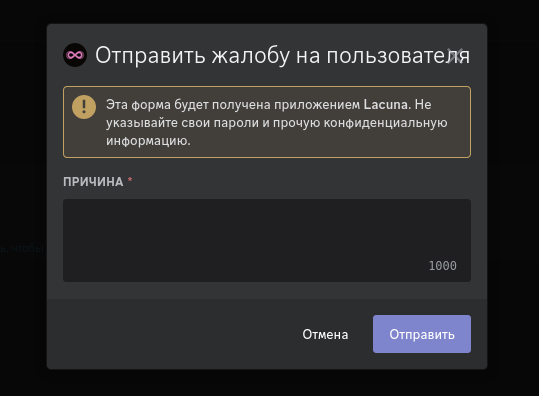 Отправить жалобу на пользователя
Эта форма будет получена приложением Lacuna. Не
указывайте свои пароли и прочую конфиденциальную
информацию.
ПРИЧИНА *
1000
ь, чтобы
Отмена
Отправить